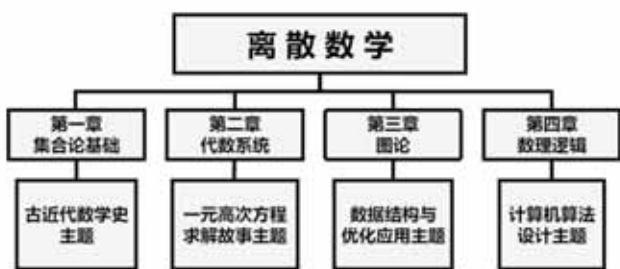 离散数学
第一章
集合论基础
第二章
代数系统
第三章
图论
第四章
数理逻辑
古近代数学史
主题
一元高次方程
求解故事主题
数据结构与
优化应用主题
计算机算法
设计主题